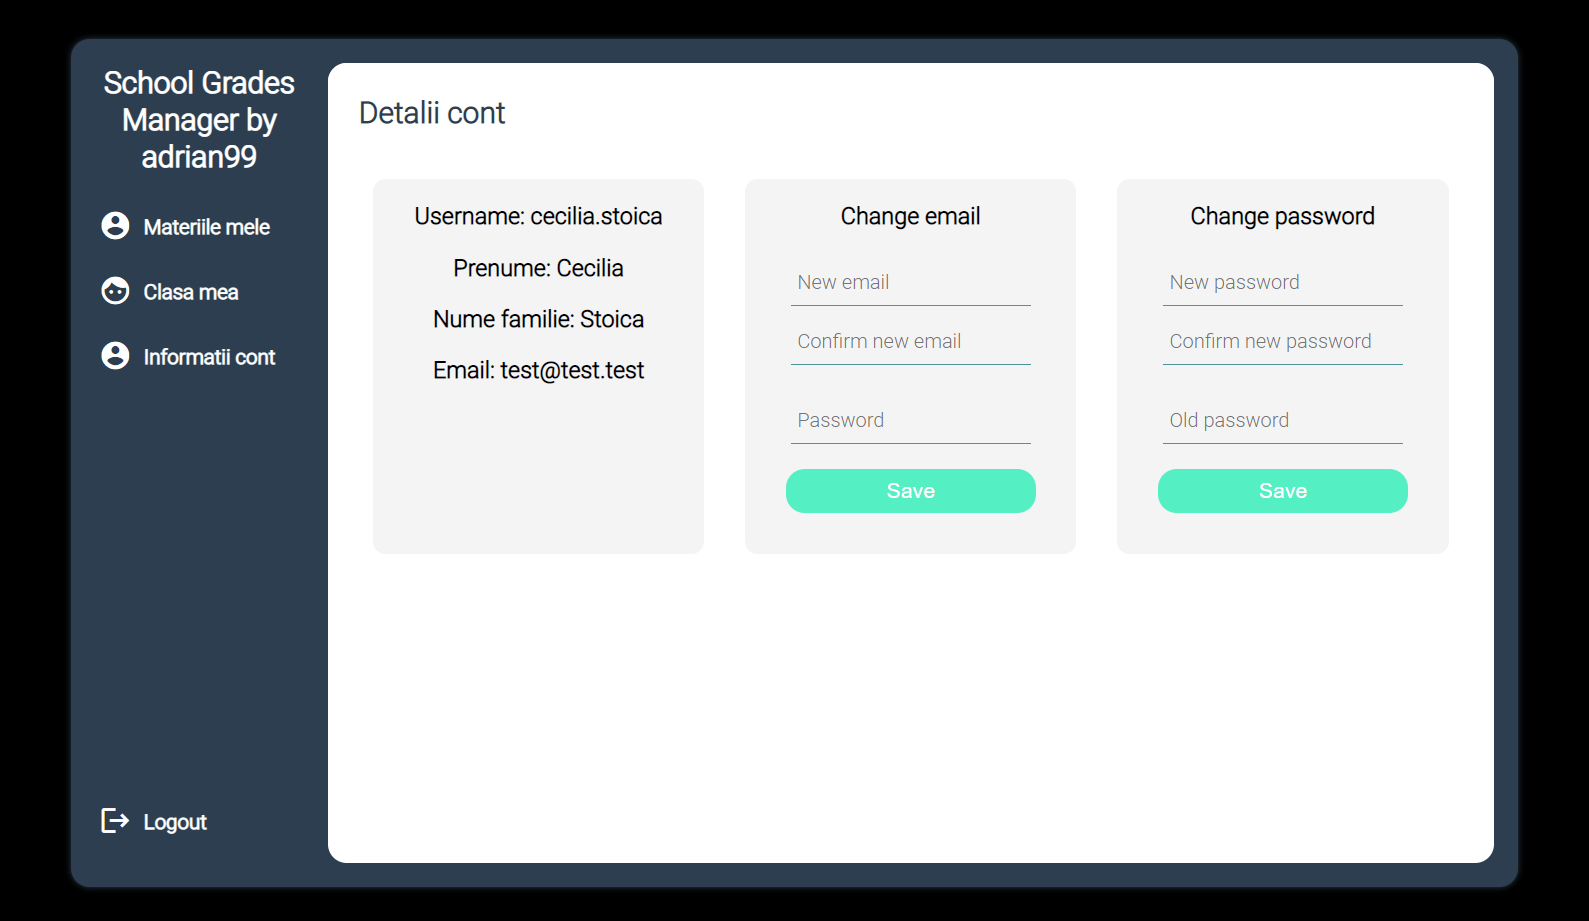 School Grades
Manager by
adrian99
Materiile mele
Clasa mea
Informatii cont
Logout
Detalii cont
Username: cecilia.stoica
Prenume: Cecilia
Nume familie: Stoica
Email: test@test.test
Change email
New email
Confirm new email
Password
Save
Change password
New password
Confirm new password
Old password
Save